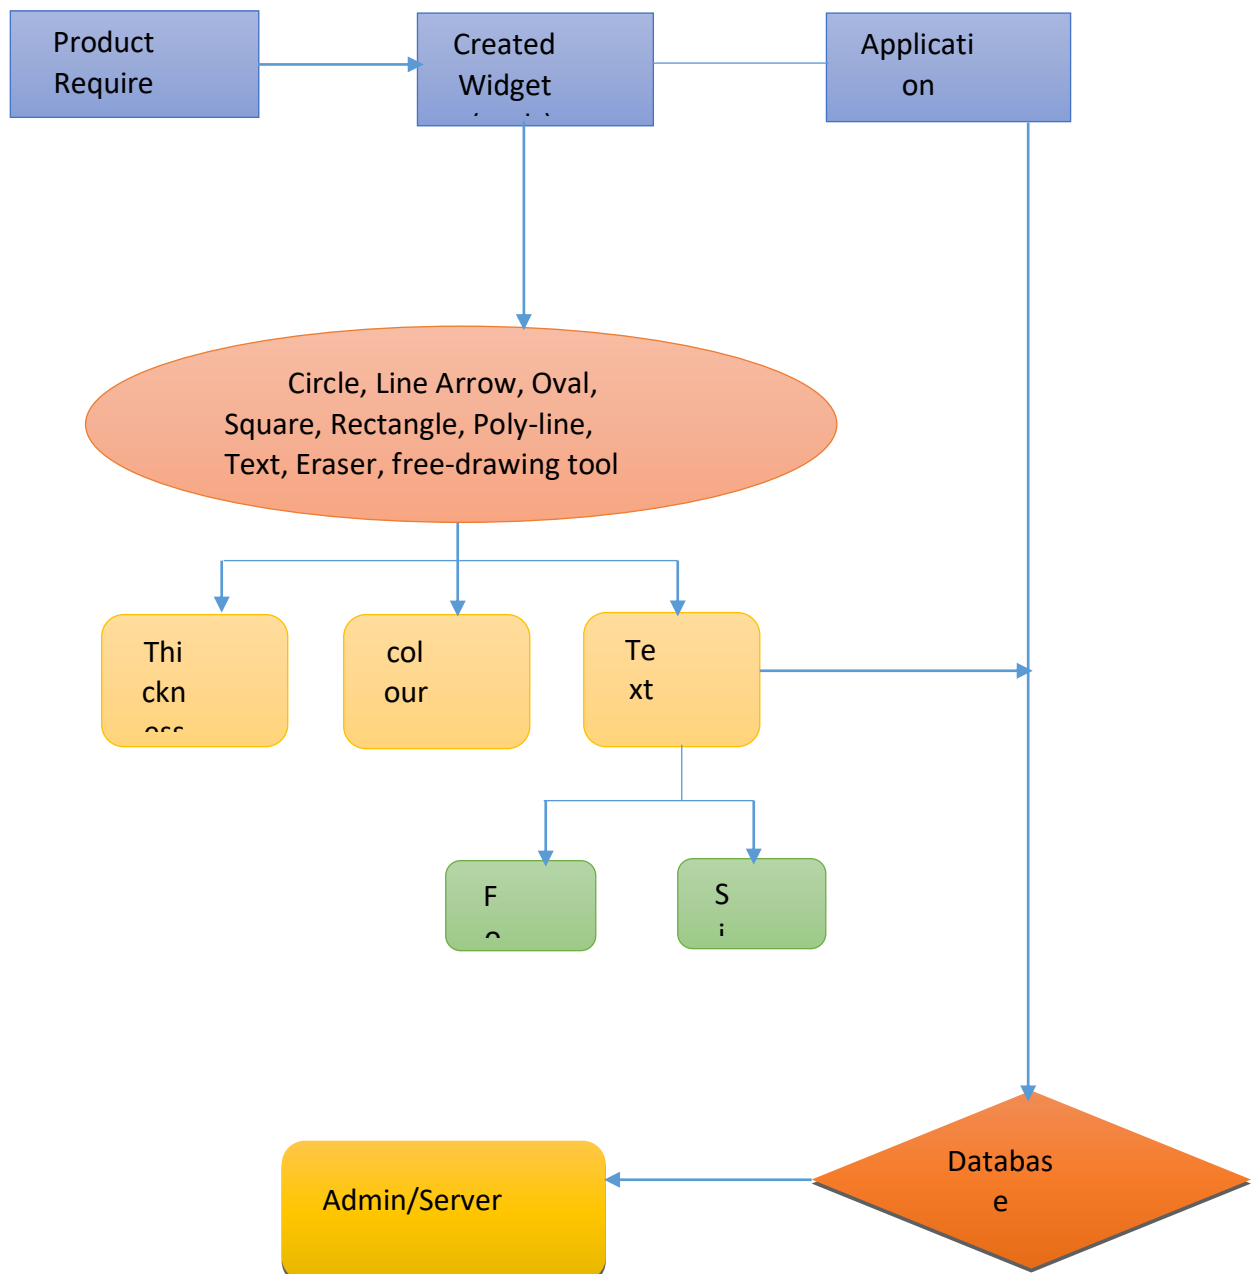 Product
Require
Created
Widget
Applicati
on
Circle, Line Arrow, Oval,
Square, Rectangle, Poly-line,
Text, Eraser, free-drawing tool
Thi
ckn
ess
col
our
Te
xt
F
o
S
i
Databas
e
Admin/Server